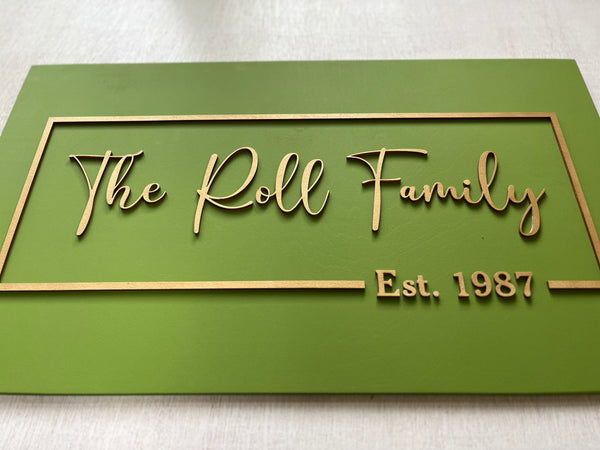 The Roll Family
Est. 1987